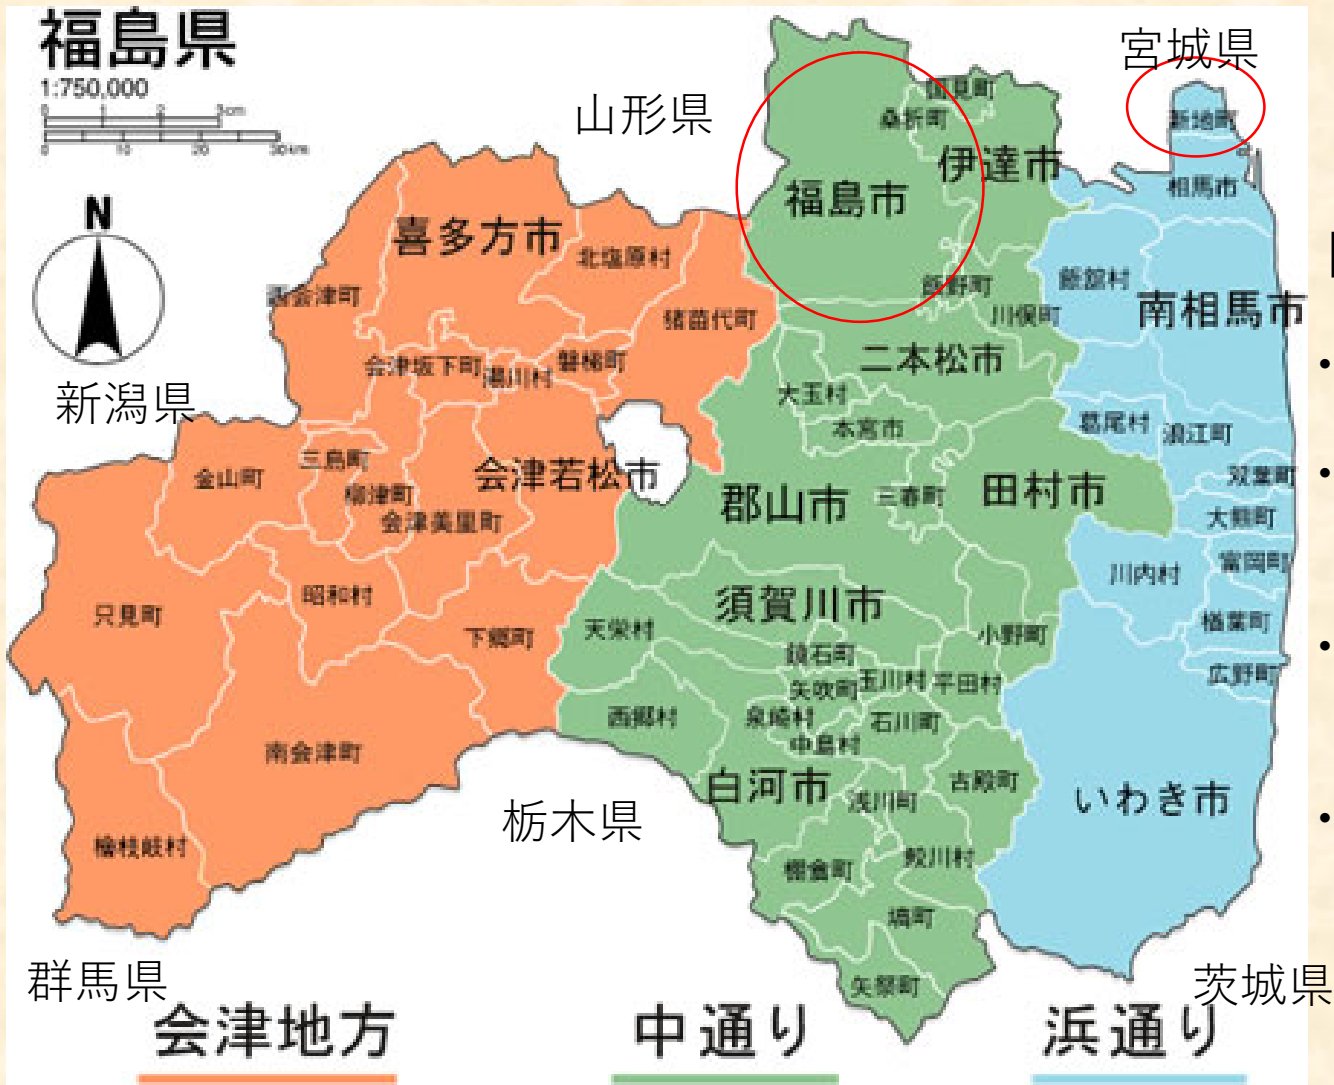 福島県
1:750,000
0 1 2 3cm
0 10 20 30km
N
宮城県
山形県
新潟県
栃木県
群馬県
茨城県
国見町
桑折町
新地町
伊達市
福島市
相馬市
喜多方市
北塩原村
西会津町
猪苗代町
飯野町
川俣町
飯舘村
南相馬市
会津坂下町
湯川村
磐梯町
二本松市
大玉村
本宮市
葛尾村
浪江町
金山町
三島町
柳津町
会津若松市
会津美里町
郡山市
三春町
田村市
双葉町
大熊町
富岡町
川内村
楢葉町
広野町
只見町
昭和村
下郷町
天栄村
須賀川市
鏡石町
小野町
矢吹町
玉川村
平田村
西郷村
泉崎村
中島村
石川町
南会津町
白河市
浅川町
古殿町
いわき市
檜枝岐村
棚倉町
鮫川村
塙町
矢祭町
会津地方
中通り
浜通り